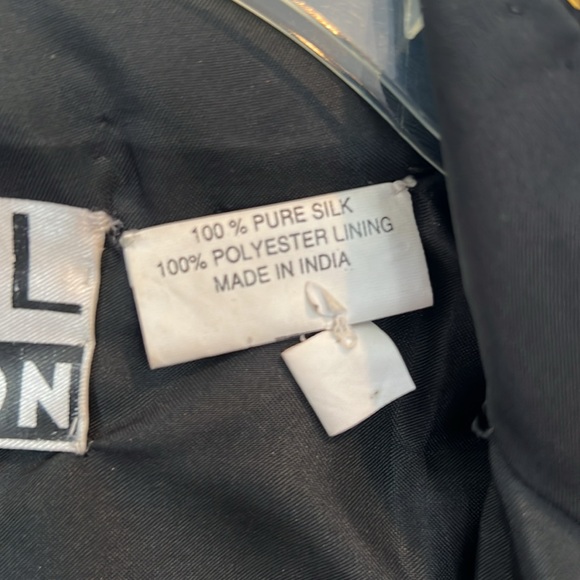 100 % PURE SILK
100% POLYESTER LINING
MADE IN INDIA
L
ON